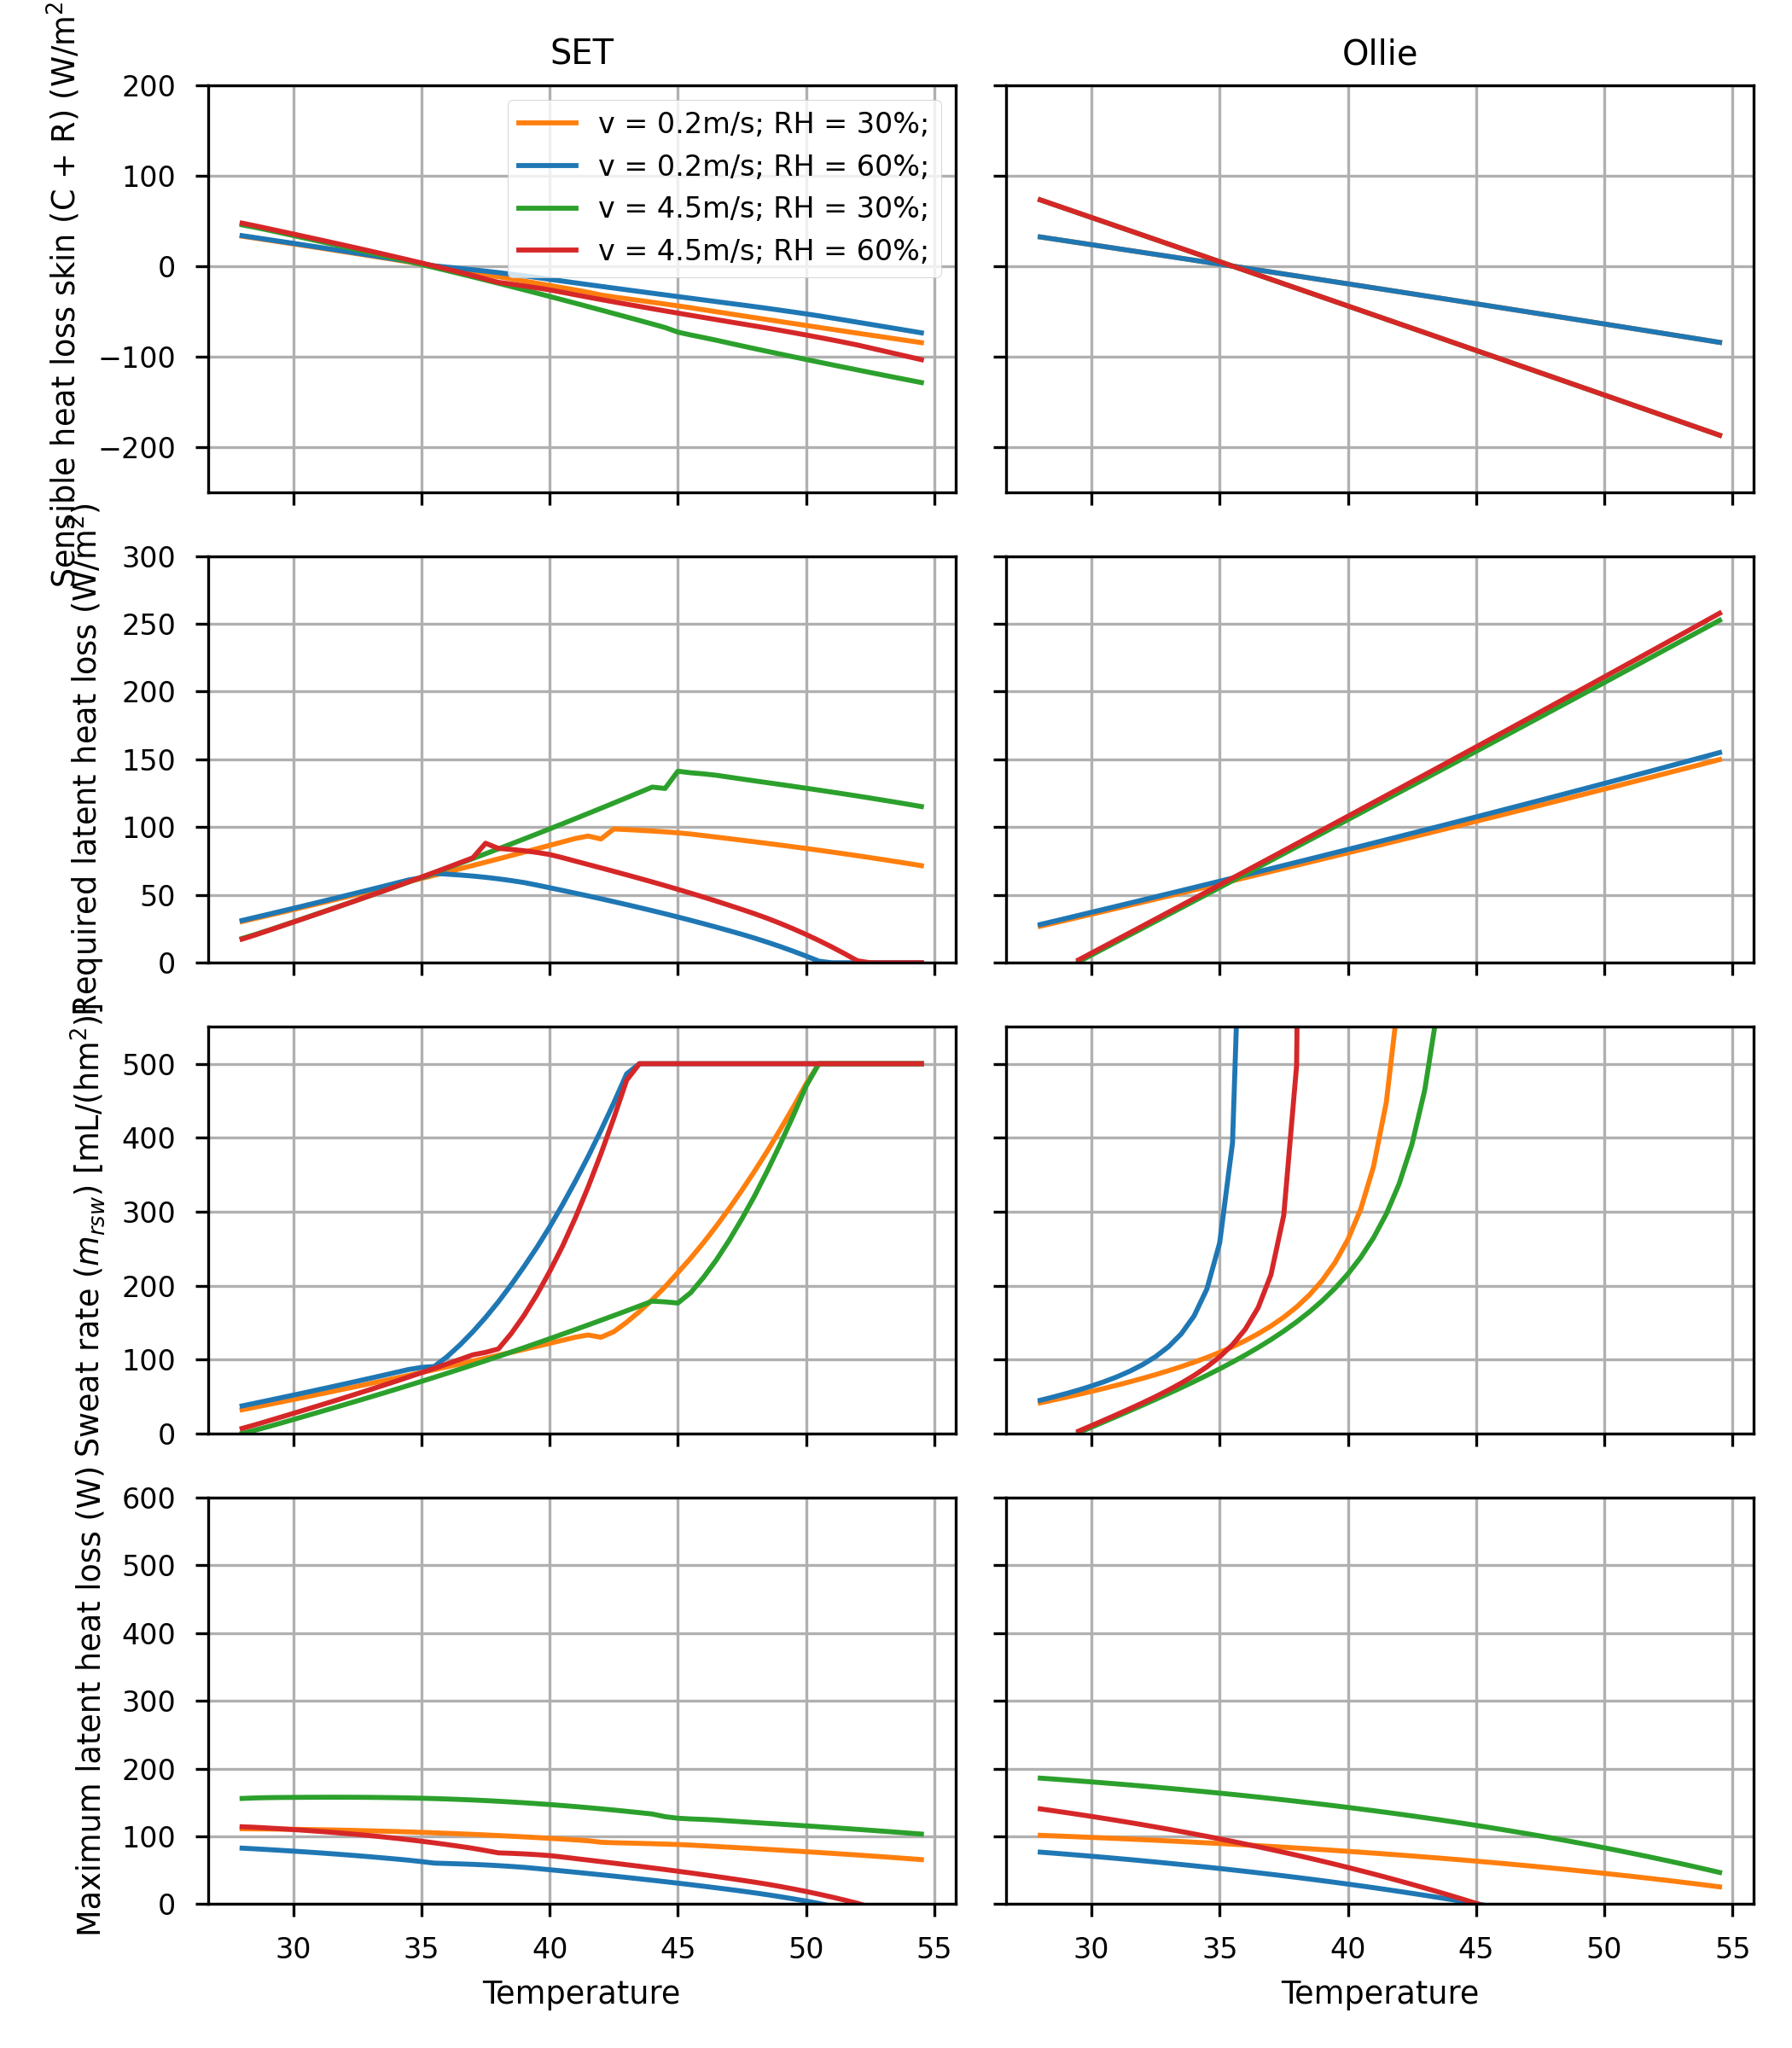 SET
Ollie
Sensible heat loss skin (C + R) (W/m²
200
100
0
−100
−200
v = 0.2m/s; RH = 30%;
v = 0.2m/s; RH = 60%;
v = 4.5m/s; RH = 30%;
v = 4.5m/s; RH = 60%;
Required latent heat loss (W/m²)
300
250
200
150
100
50
0
Sweat rate (m_rsw) [mL/(hm²)]
500
400
300
200
100
0
Maximum latent heat loss (W)
600
500
400
300
200
100
0
30 35 40 45 50 55
30 35 40 45 50 55
Temperature
Temperature